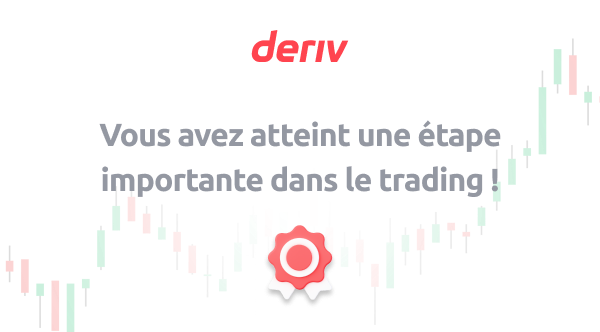 deriv
Vous avez atteint une étape
importante dans le trading !